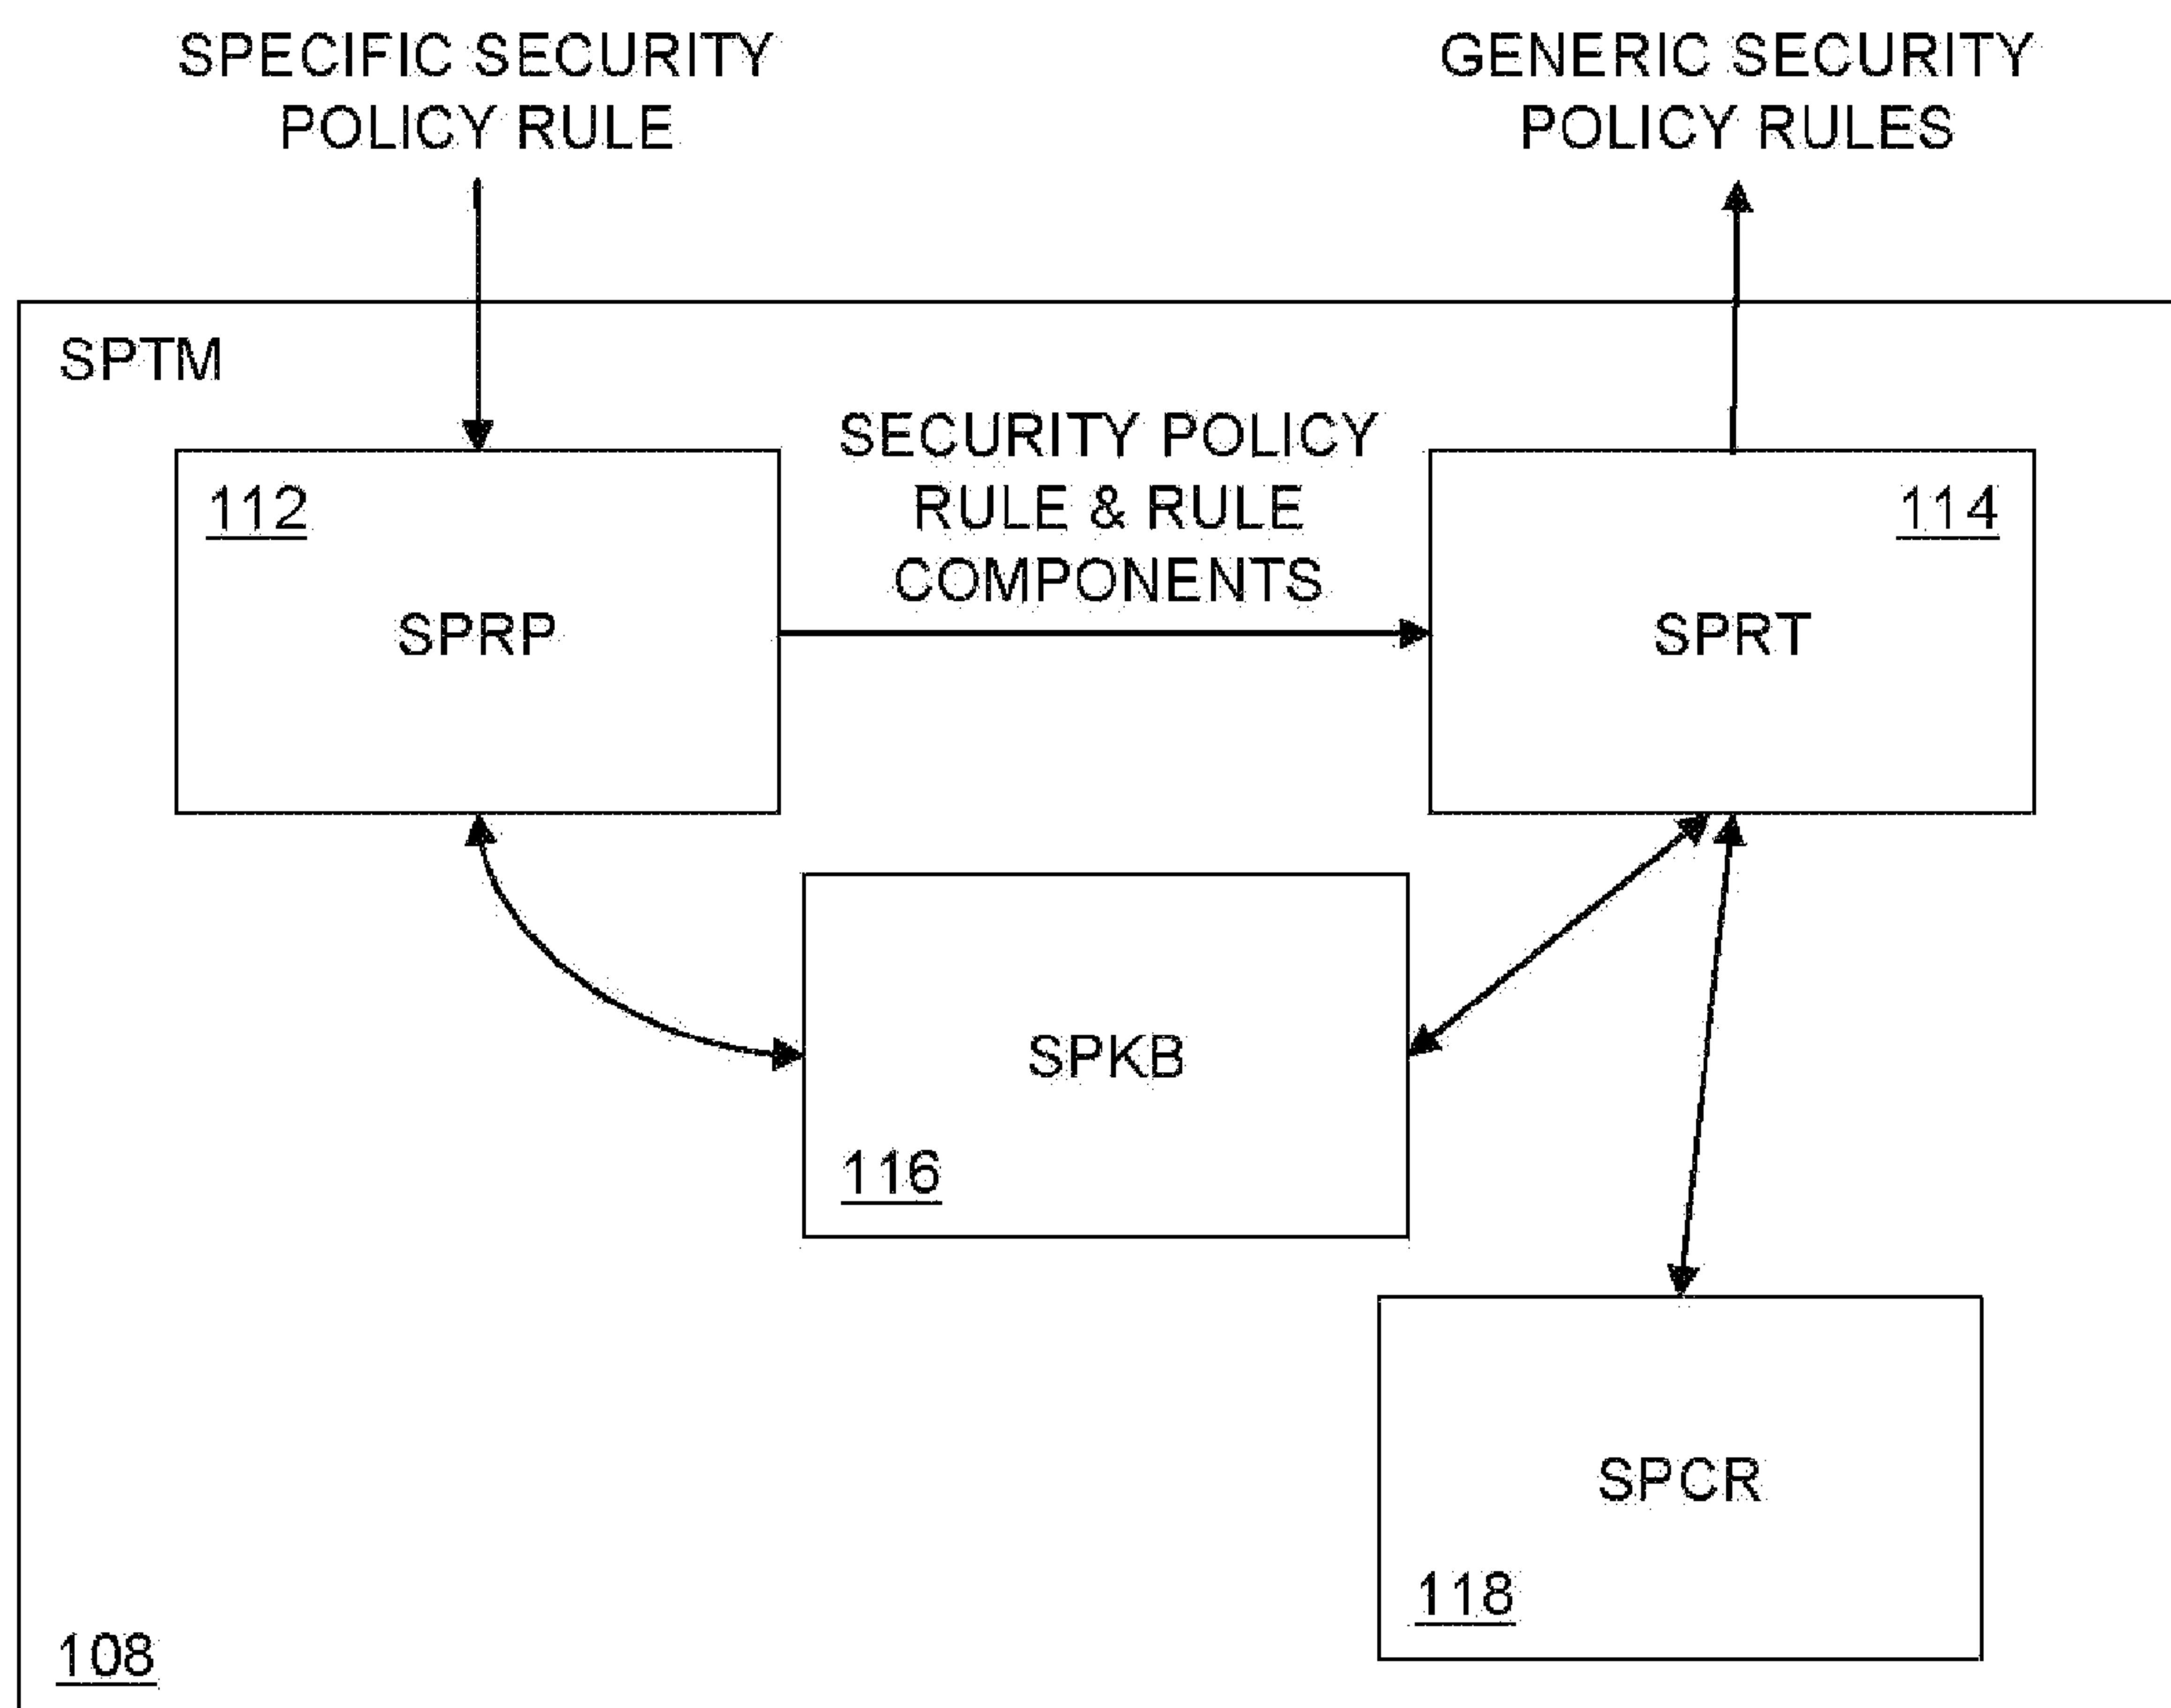 SPECIFIC SECURITY
POLICY RULE
GENERIC SECURITY
POLICY RULES
SPTM
SECURITY POLICY
RULE & RULE
COMPONENTS
112
SPRP
114
SPRT
SPKB
116
SPCR
118
108